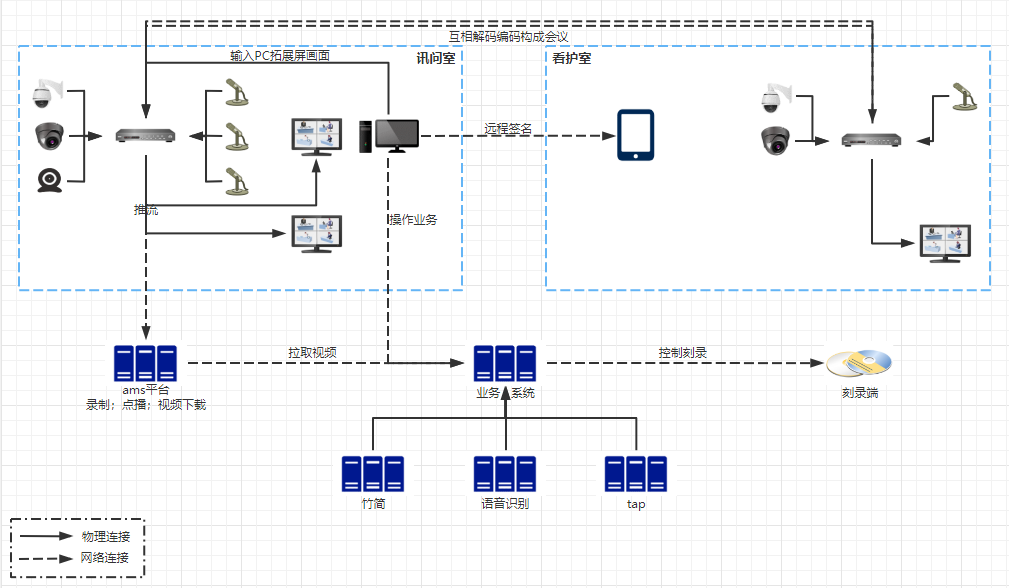 互相解码编码构成会议
输入PC拓展屏画面
讯问室
看护室
远程签名
推流
操作业务
拉取视频
控制刻录
ams平台
录制；点播；视频下载
业务系统
刻录端
竹简
语音识别
tap
物理连接
网络连接